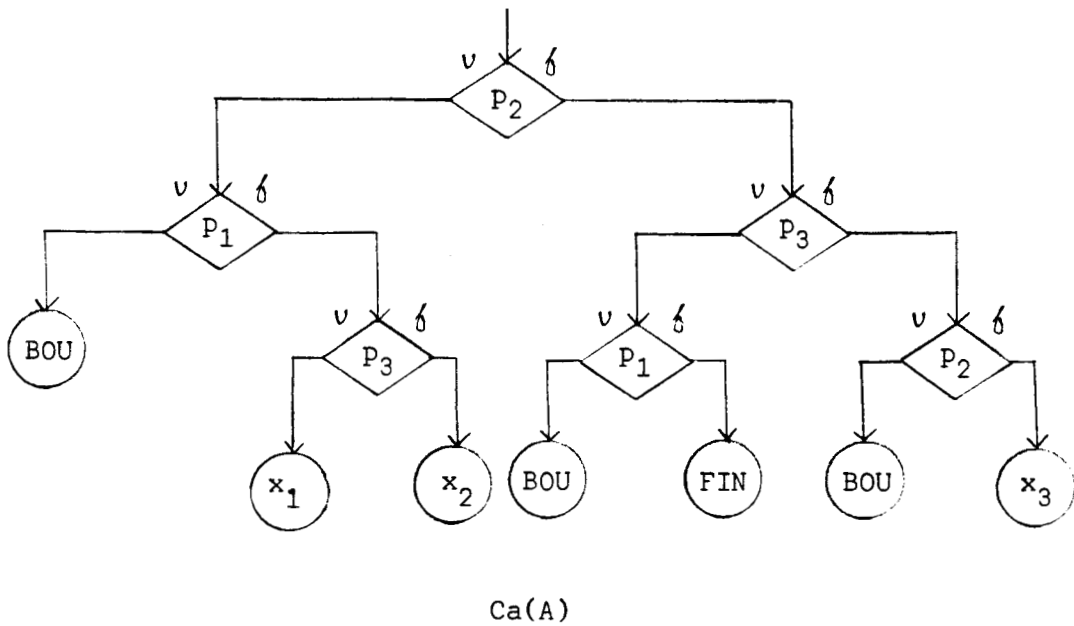 v f
p2
v f
p1
v f
p3
BOU
v f
p3
v f
p1
v f
p2
x1
x2
BOU
FIN
BOU
x3
Ca(A)